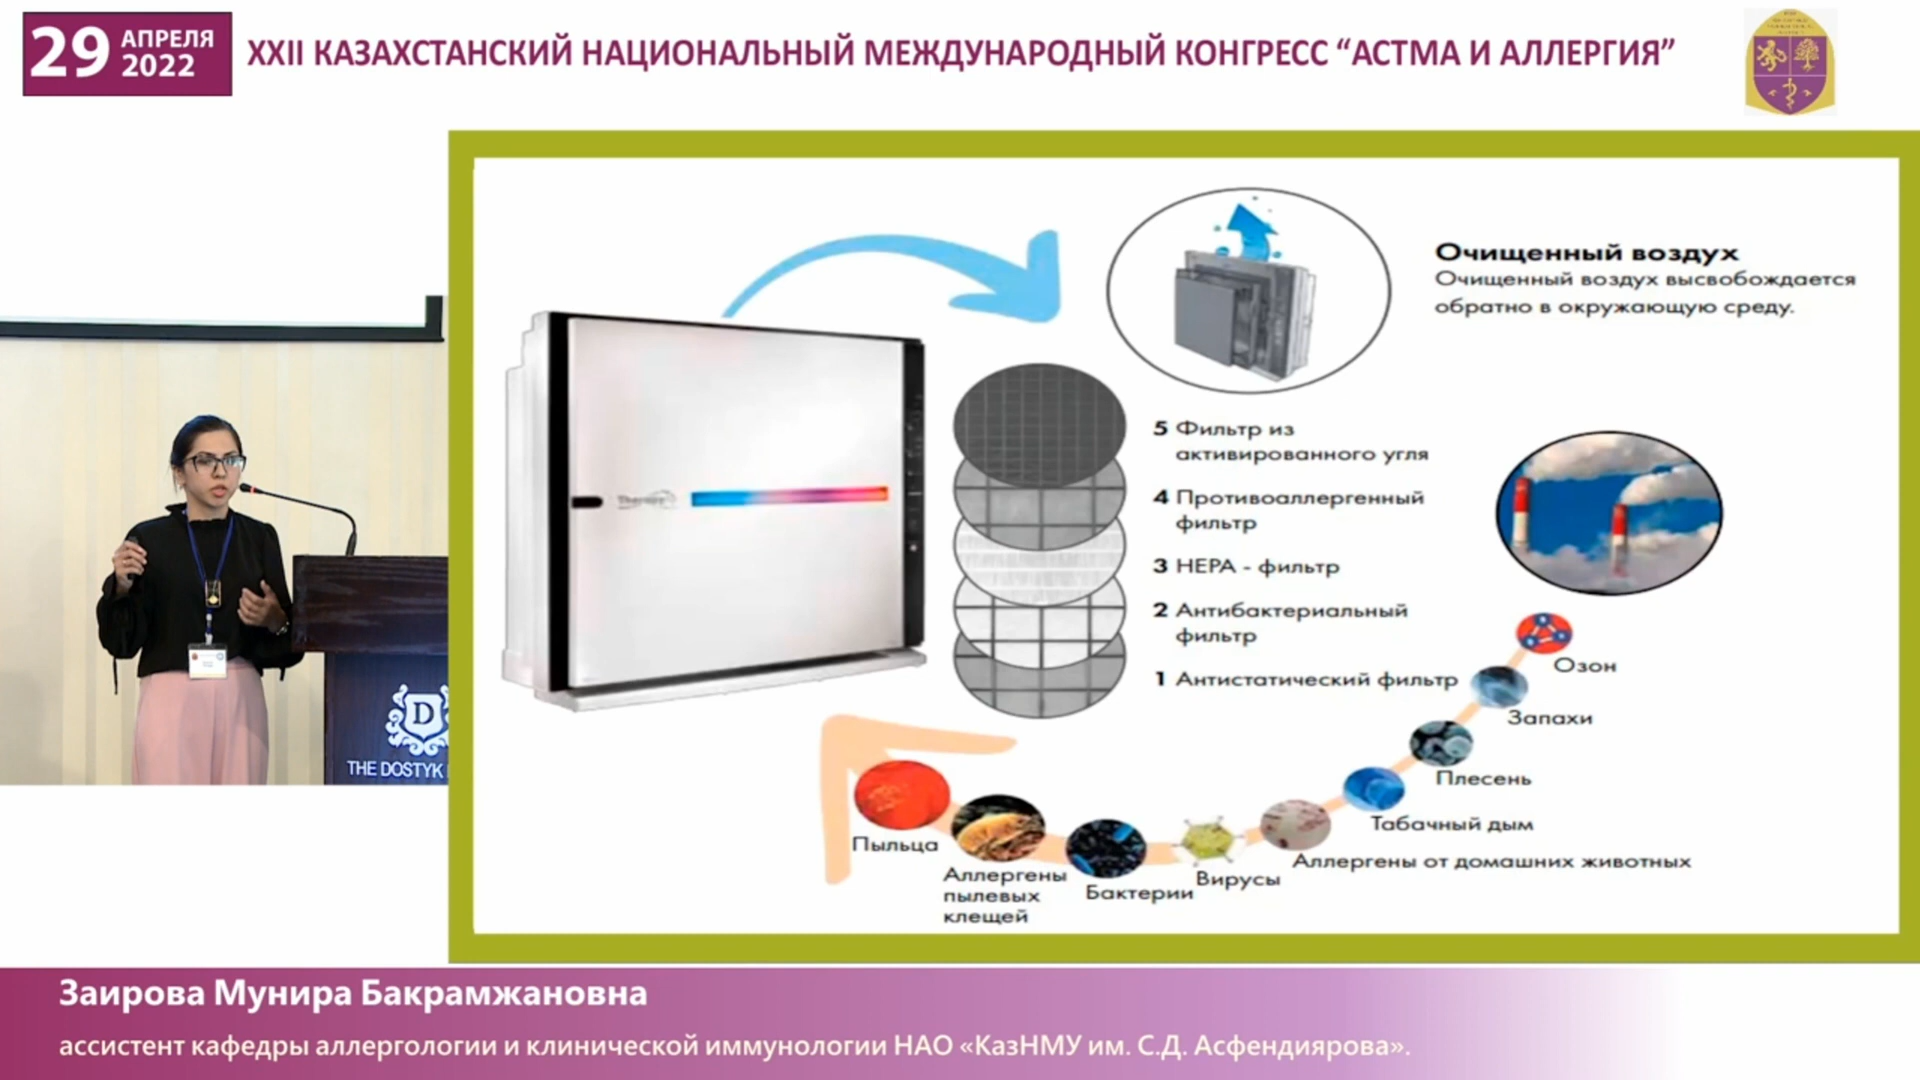 29 АПРЕЛЯ
2022
XXII КАЗАХСТАНСКИЙ НАЦИОНАЛЬНЫЙ МЕЖДУНАРОДНЫЙ КОНГРЕСС “АСТМА И АЛЛЕРГИЯ”
Очищенный воздух
Очищенный воздух высвобождается
обратно в окружающую среду.
5 Фильтр из
активированного угля
4 Противоаллергенный
фильтр
3 HEPA - фильтр
2 Антибактериальный
фильтр
1 Антистатический фильтр
Озон
Запахи
Плесень
Табачный дым
Аллергены от домашних животных
Вирусы
Бактерии
Аллергены
пылевых
клещей
Пыльца
D
THE DOSTYK
Заирова Мунира Бакрамжановна
ассистент кафедры аллергологии и клинической иммунологии НАО «КазНМУ им. С.Д. Асфендиярова».